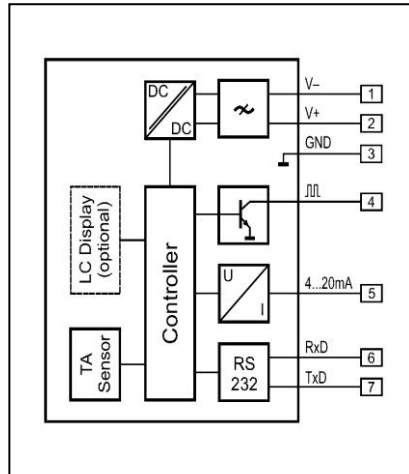 DC
DC
V–
1
V+
2
GND
3
4
LC Display
(optional)
Controller
U
I
4...20mA
5
TA
Sensor
RS
232
RxD
6
TxD
7